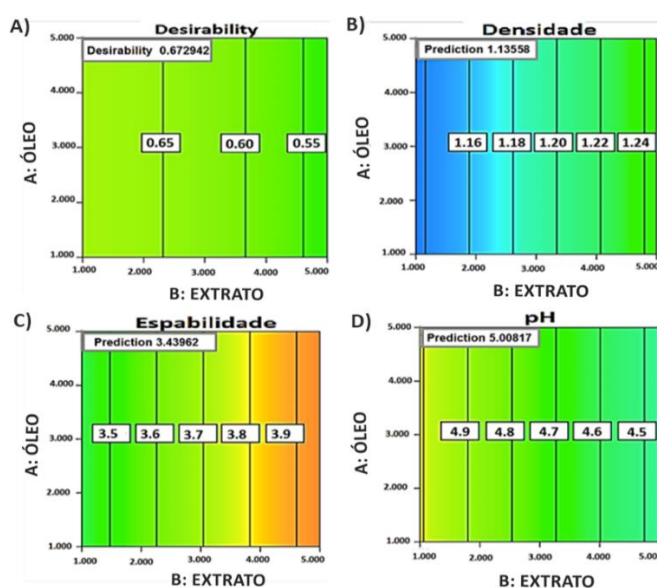 A) Desirability
Desirability 0.672942
5.000
4.000
3.000
2.000
1.000
A: ÓLEO
0.65 0.60 0.55
1.000 2.000 3.000 4.000 5.000
B: EXTRATO
B) Densidade
Prediction 1.13558
5.000
4.000
3.000
2.000
1.000
A: ÓLEO
1.16 1.18 1.20 1.22 1.24
1.000 2.000 3.000 4.000 5.000
B: EXTRATO
C) Espabilidade
Prediction 3.43962
5.000
4.000
3.000
2.000
1.000
A: ÓLEO
3.5 3.6 3.7 3.8 3.9
1.000 2.000 3.000 4.000 5.000
B: EXTRATO
D) pH
Prediction 5.00817
5.000
4.000
3.000
2.000
1.000
A: ÓLEO
4.9 4.8 4.7 4.6 4.5
1.000 2.000 3.000 4.000 5.000
B: EXTRATO